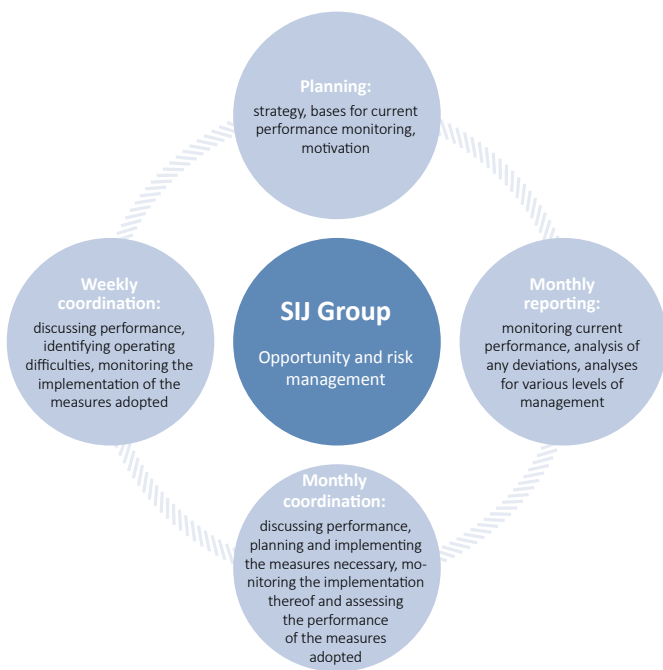 Planning:
strategy, bases for current
performance monitoring,
motivation
Weekly
coordination:
discussing performance,
identifying operating
difficulties, monitoring the
implementation of the
measures adopted
SIJ Group
Opportunity and risk
management
Monthly
reporting:
monitoring current
performance, analysis of
any deviations, analyses
for various levels of
management
Monthly
coordination:
discussing performance,
planning and implementing
the measures necessary, mo-
nitoring the implementation
thereof and assessing
the performance
of the measures
adopted